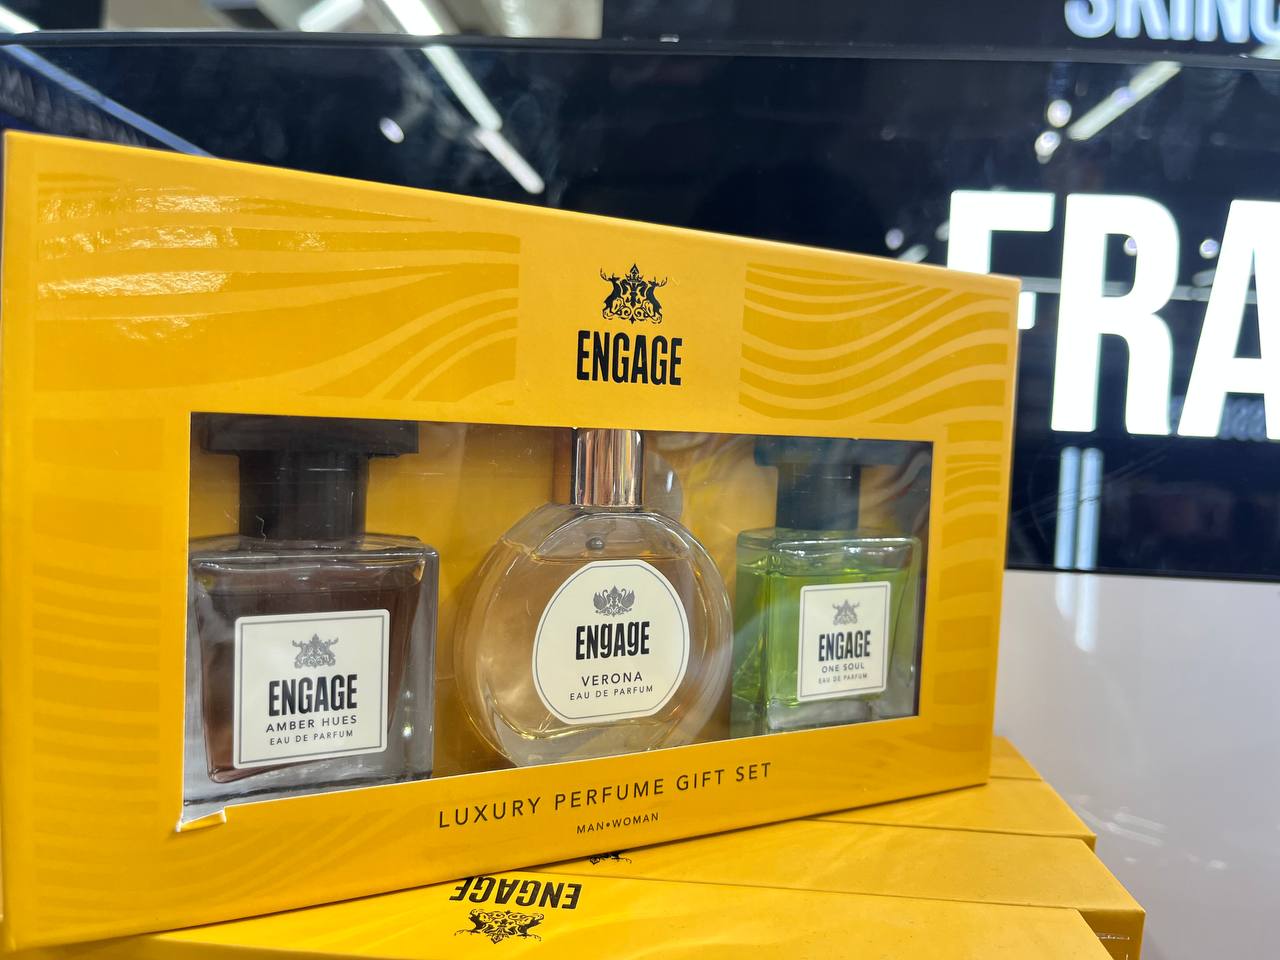 SKINC
FRA
ENGAGE
ENGAGE
AMBER HUES
EAU DE PARFUM
ENgagE
VERONA
EAU DE PARFUM
ENGAGE
ONE SOUL
EAU DE PARFUM
LUXURY PERFUME GIFT SET
MAN•WOMAN
ENGAGE